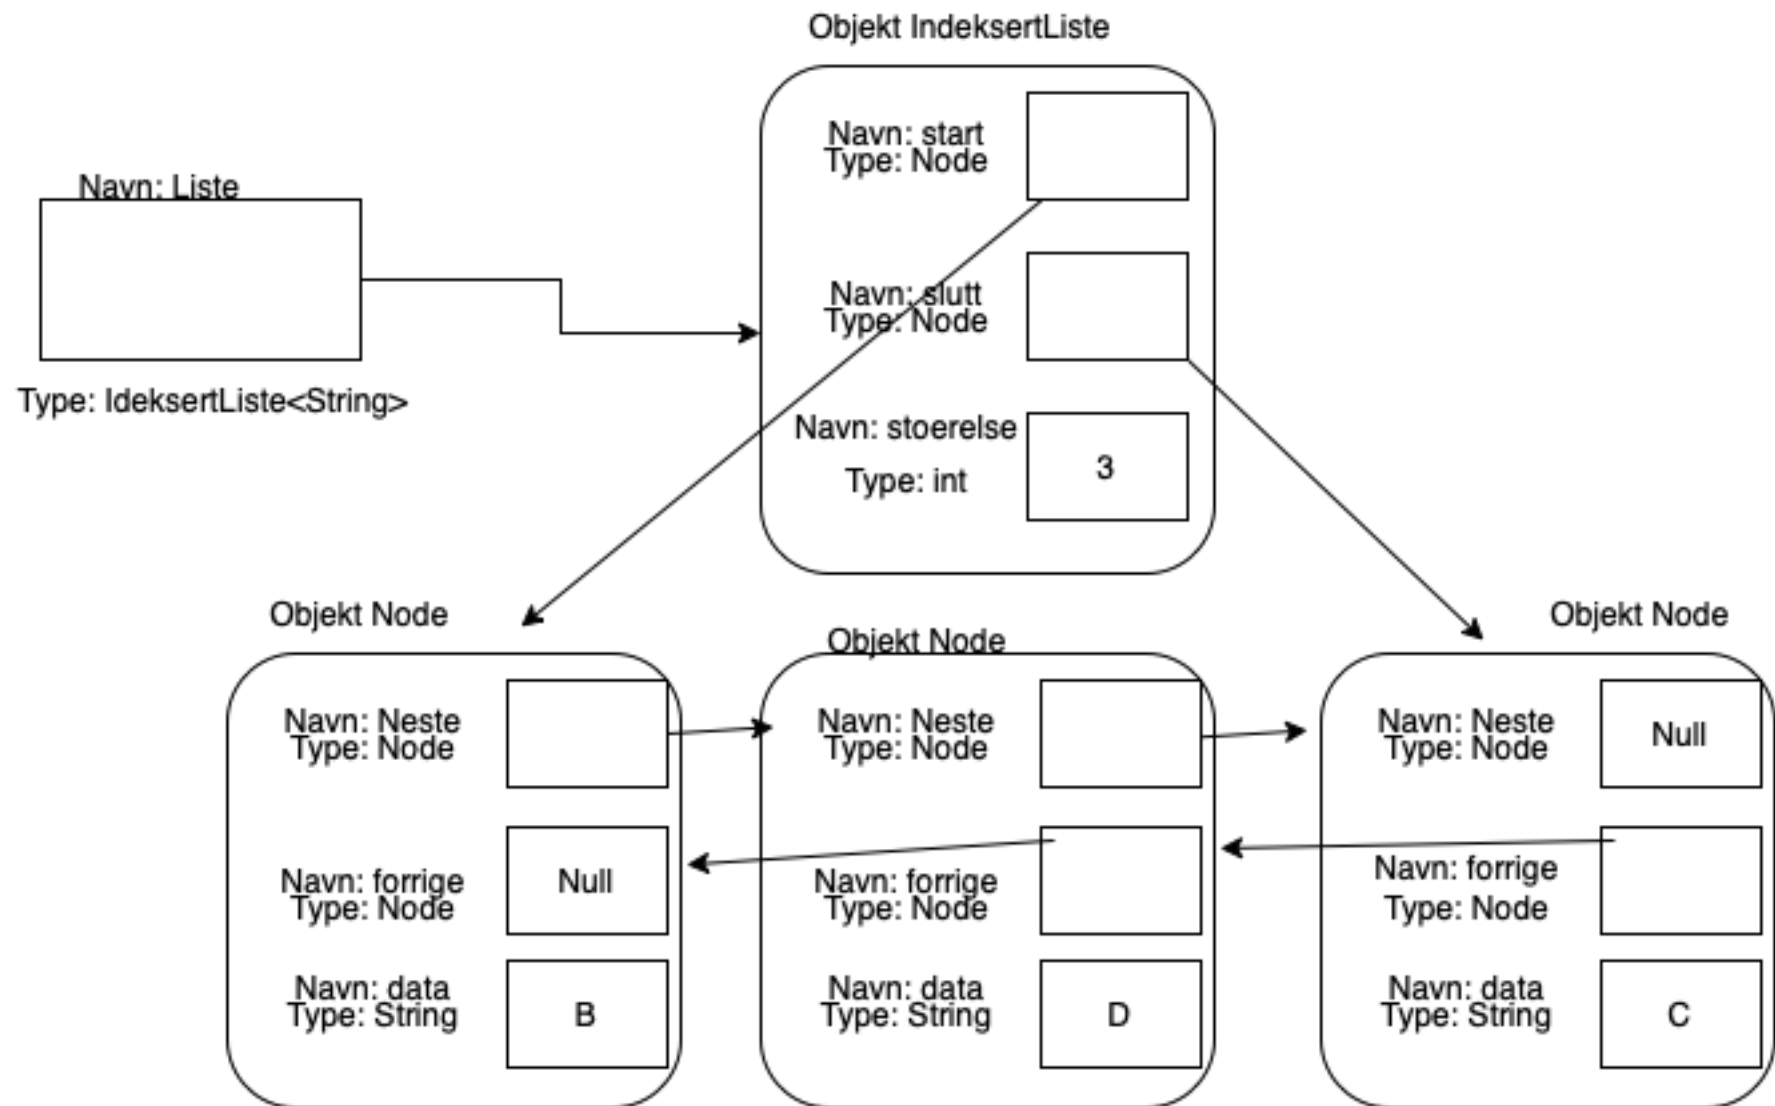 Objekt IndeksertListe
Navn: start
Type: Node
Navn: Liste
Navn: slutt
Type: Node
Type: IdeksertListe<String>
Navn: stoerelse
3
Type: int
Objekt Node
Objekt Node
Objekt Node
Navn: Neste
Type: Node
Navn: Neste
Type: Node
Navn: Neste
Type: Node
Null
Navn: forrige
Type: Node
Null
Navn: forrige
Type: Node
Navn: forrige
Type: Node
Navn: data
Type: String
B
Navn: data
Type: String
D
Navn: data
Type: String
C